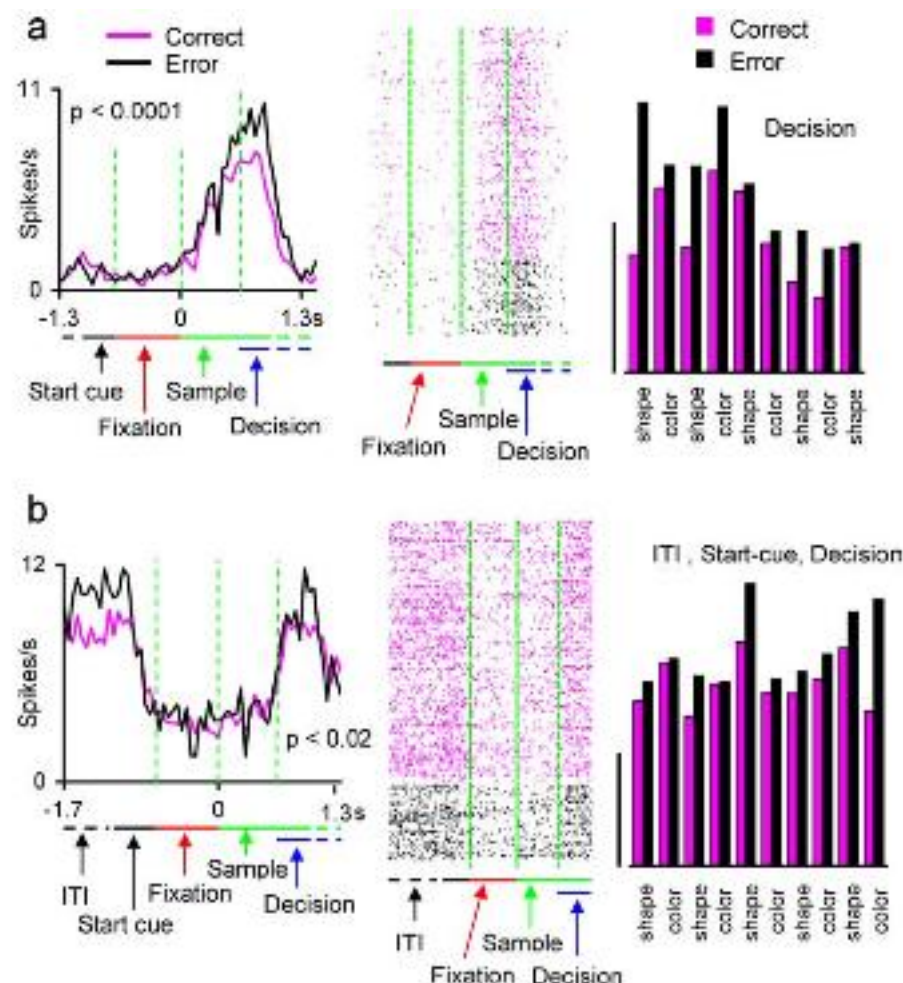 a
Correct
Error
11
p < 0.0001
Spikes/s
0
-1.3
0
1.3s
Start cue
Sample
Fixation
Decision
Fixation
Sample
Decision
Correct
Error
Decision
shape
color
shape
color
shape
color
shape
color
shape
b
12
Spikes/s
p < 0.02
0
-1.7
0
1.3s
ITI
Start cue
Fixation
Sample
Decision
ITI
Fixation
Sample
Decision
ITI , Start-cue, Decision
shape
color
shape
color
shape
color
shape
color
shape
color